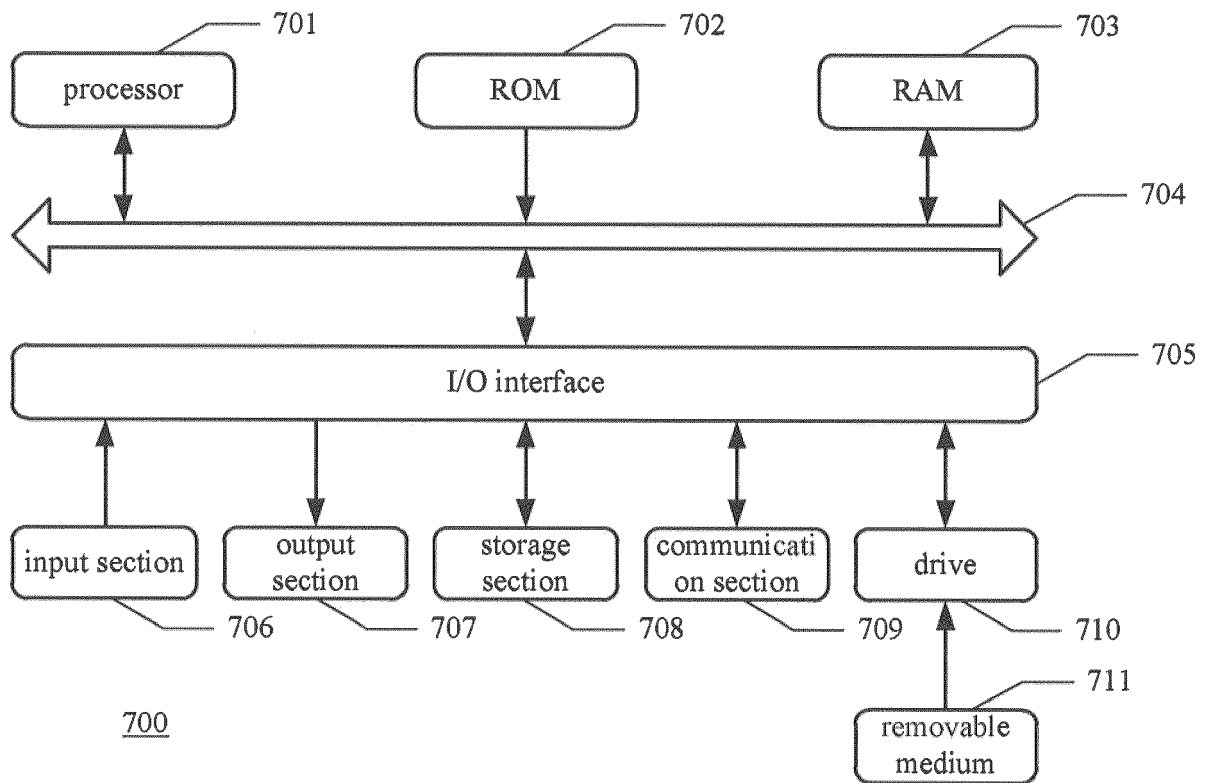 701
702
703
processor
ROM
RAM
704
705
I/O interface
input section
output
section
storage
section
communicati
on section
drive
706
707
708
709
710
711
700
removable
medium